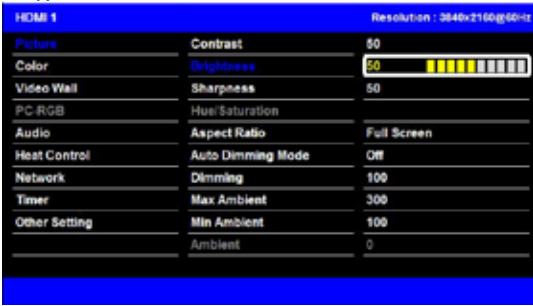 HDMI 1 Resolution : 3840x2160@60Hz
Picture Contrast 50
Color Brightness 50
Video Wall Sharpness 50
PC-RGB Hue/Saturation
Audio Aspect Ratio Full Screen
Heat Control Auto Dimming Mode Off
Network Dimming 100
Timer Max Ambient 300
Other Setting Min Ambient 100
Ambient 0